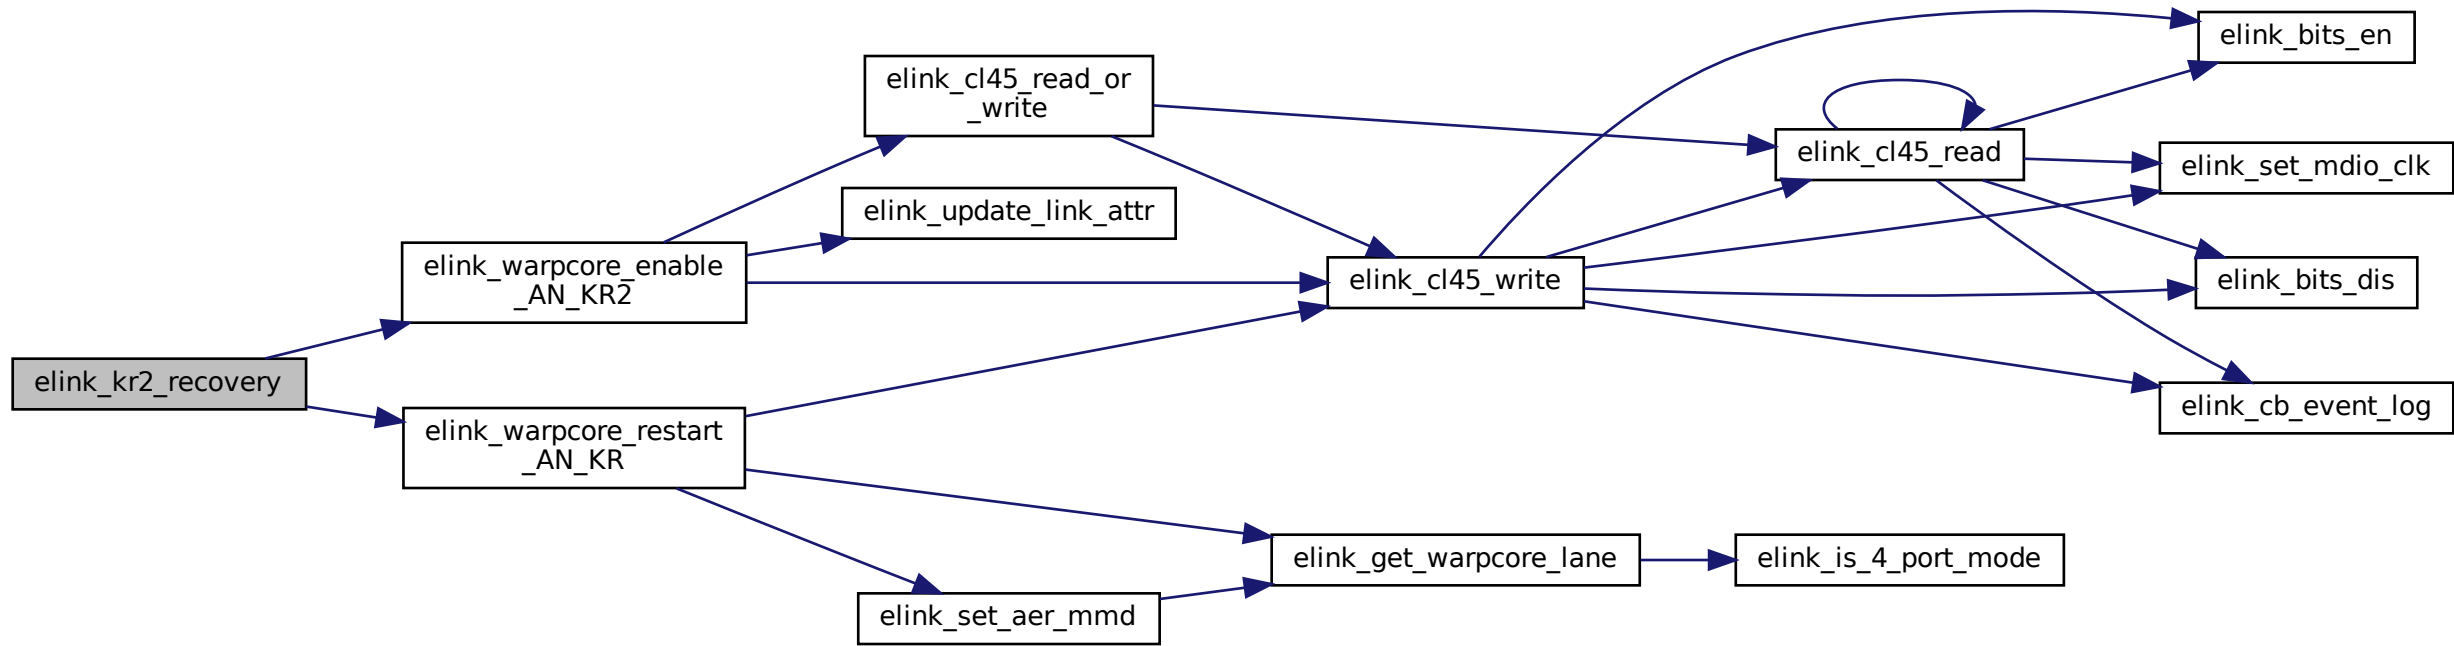 elink_kr2_recovery
elink_warpcore_enable
_AN_KR2
elink_warpcore_restart
_AN_KR
elink_cl45_read_or
_write
elink_update_link_attr
elink_set_aer_mmd
elink_cl45_write
elink_get_warpcore_lane
elink_cl45_read
elink_is_4_port_mode
elink_bits_en
elink_set_mdio_clk
elink_bits_dis
elink_cb_event_log